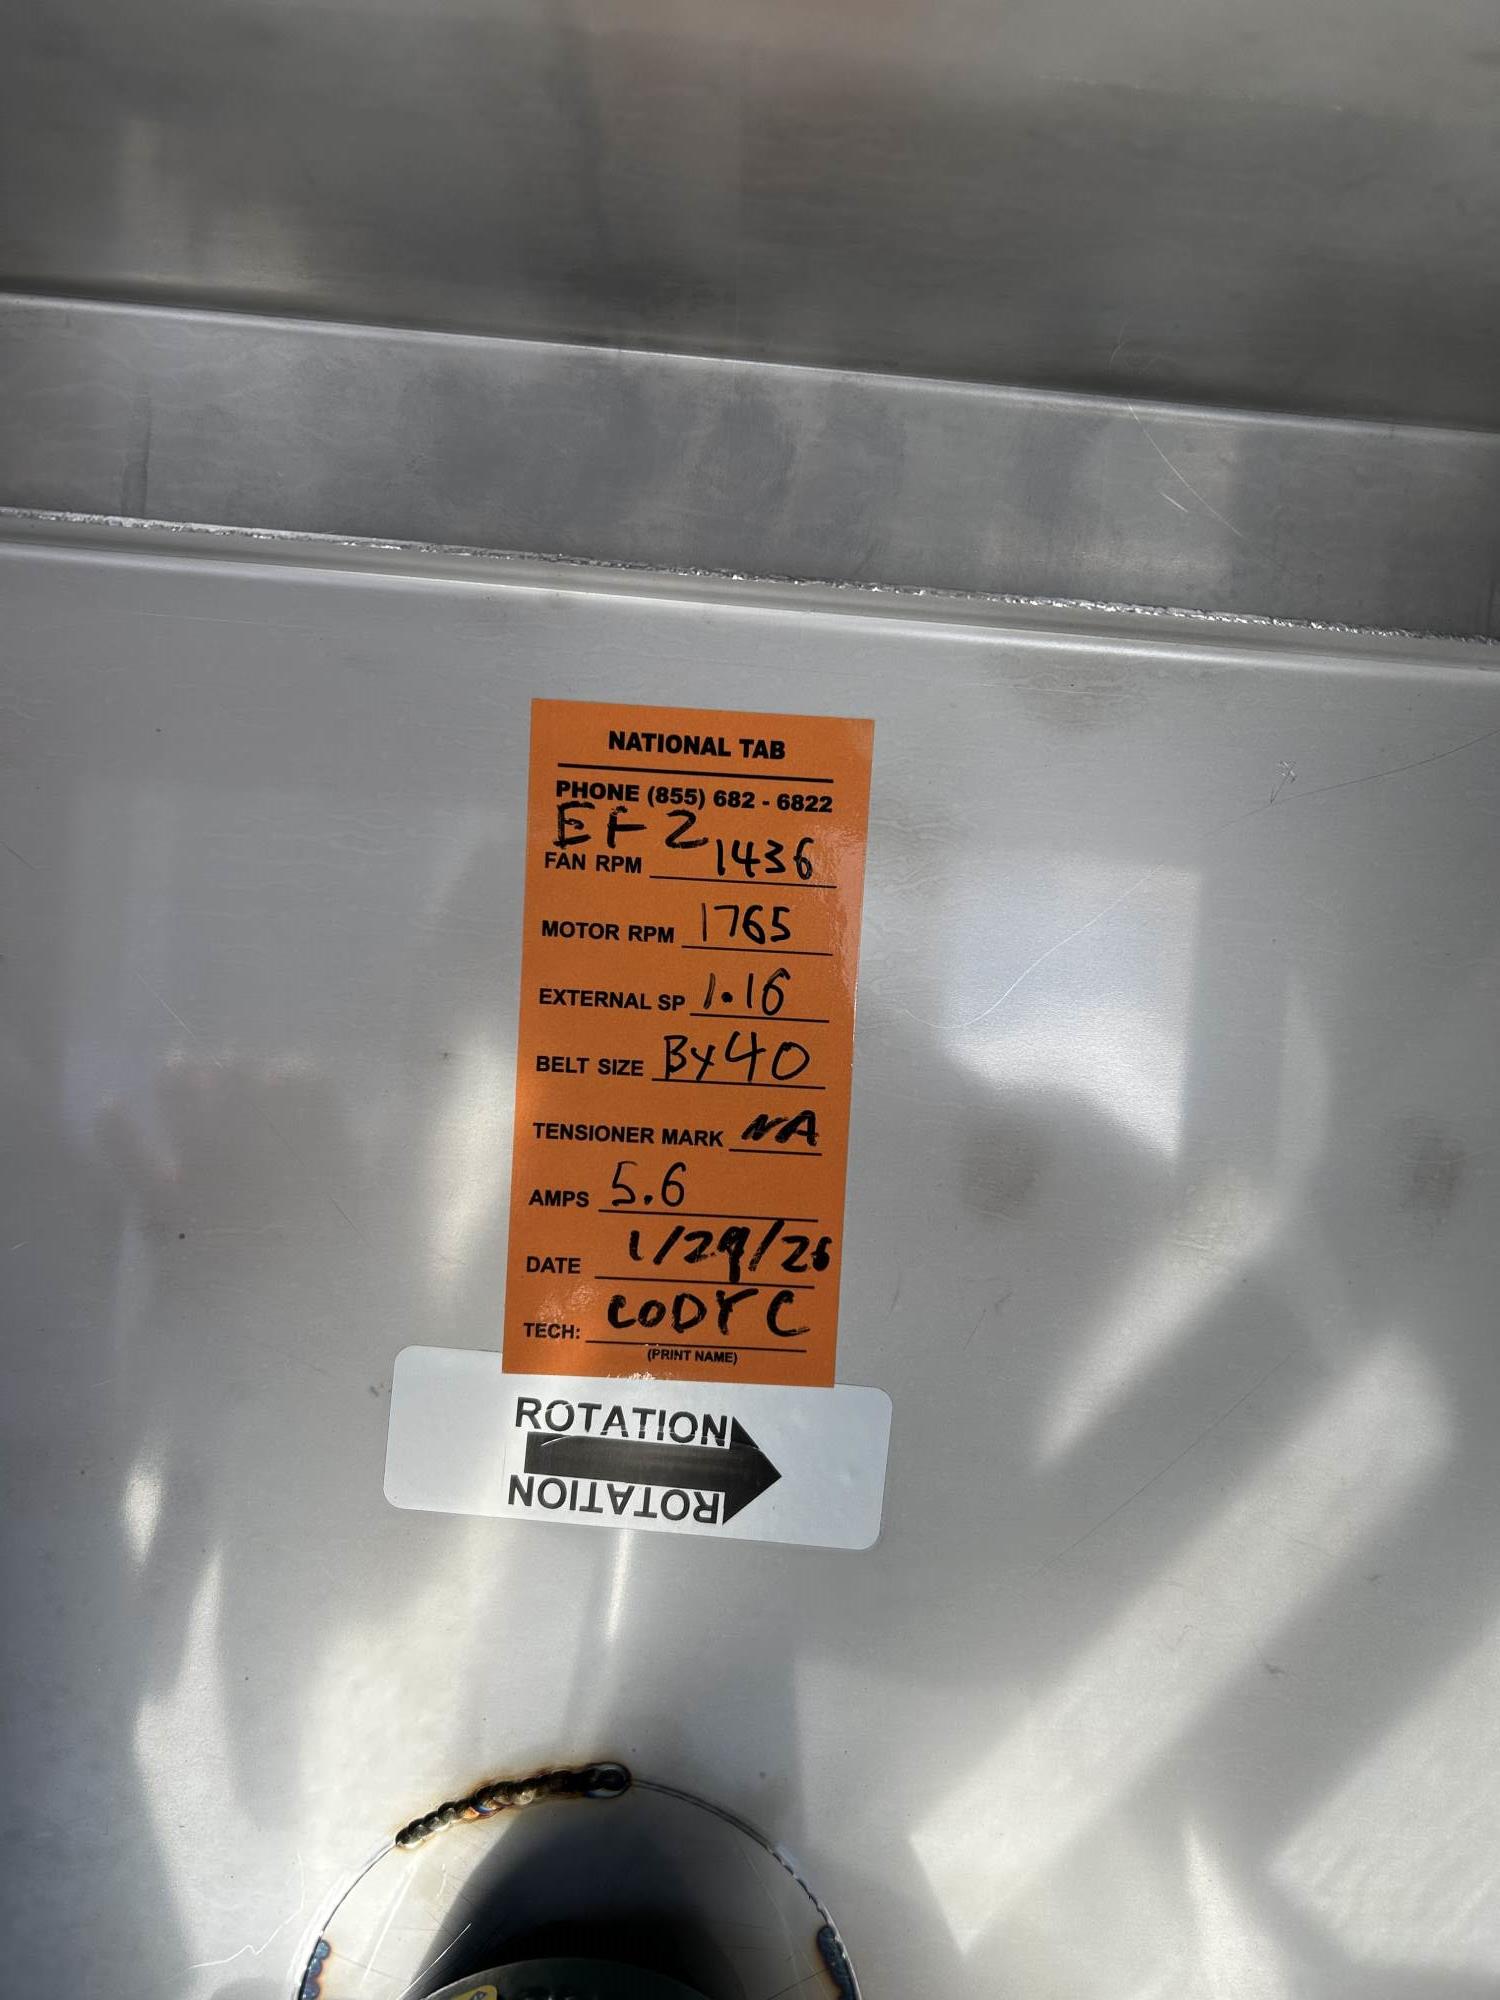 NATIONAL TAB
PHONE (855) 682 - 6822
EF2
FAN RPM 1436
MOTOR RPM 1765
EXTERNAL SP 1.16
BELT SIZE Bx40
TENSIONER MARK NA
AMPS 5.6
DATE 1/29/26
TECH: CODY C
(PRINT NAME)
ROTATION
ROTATION